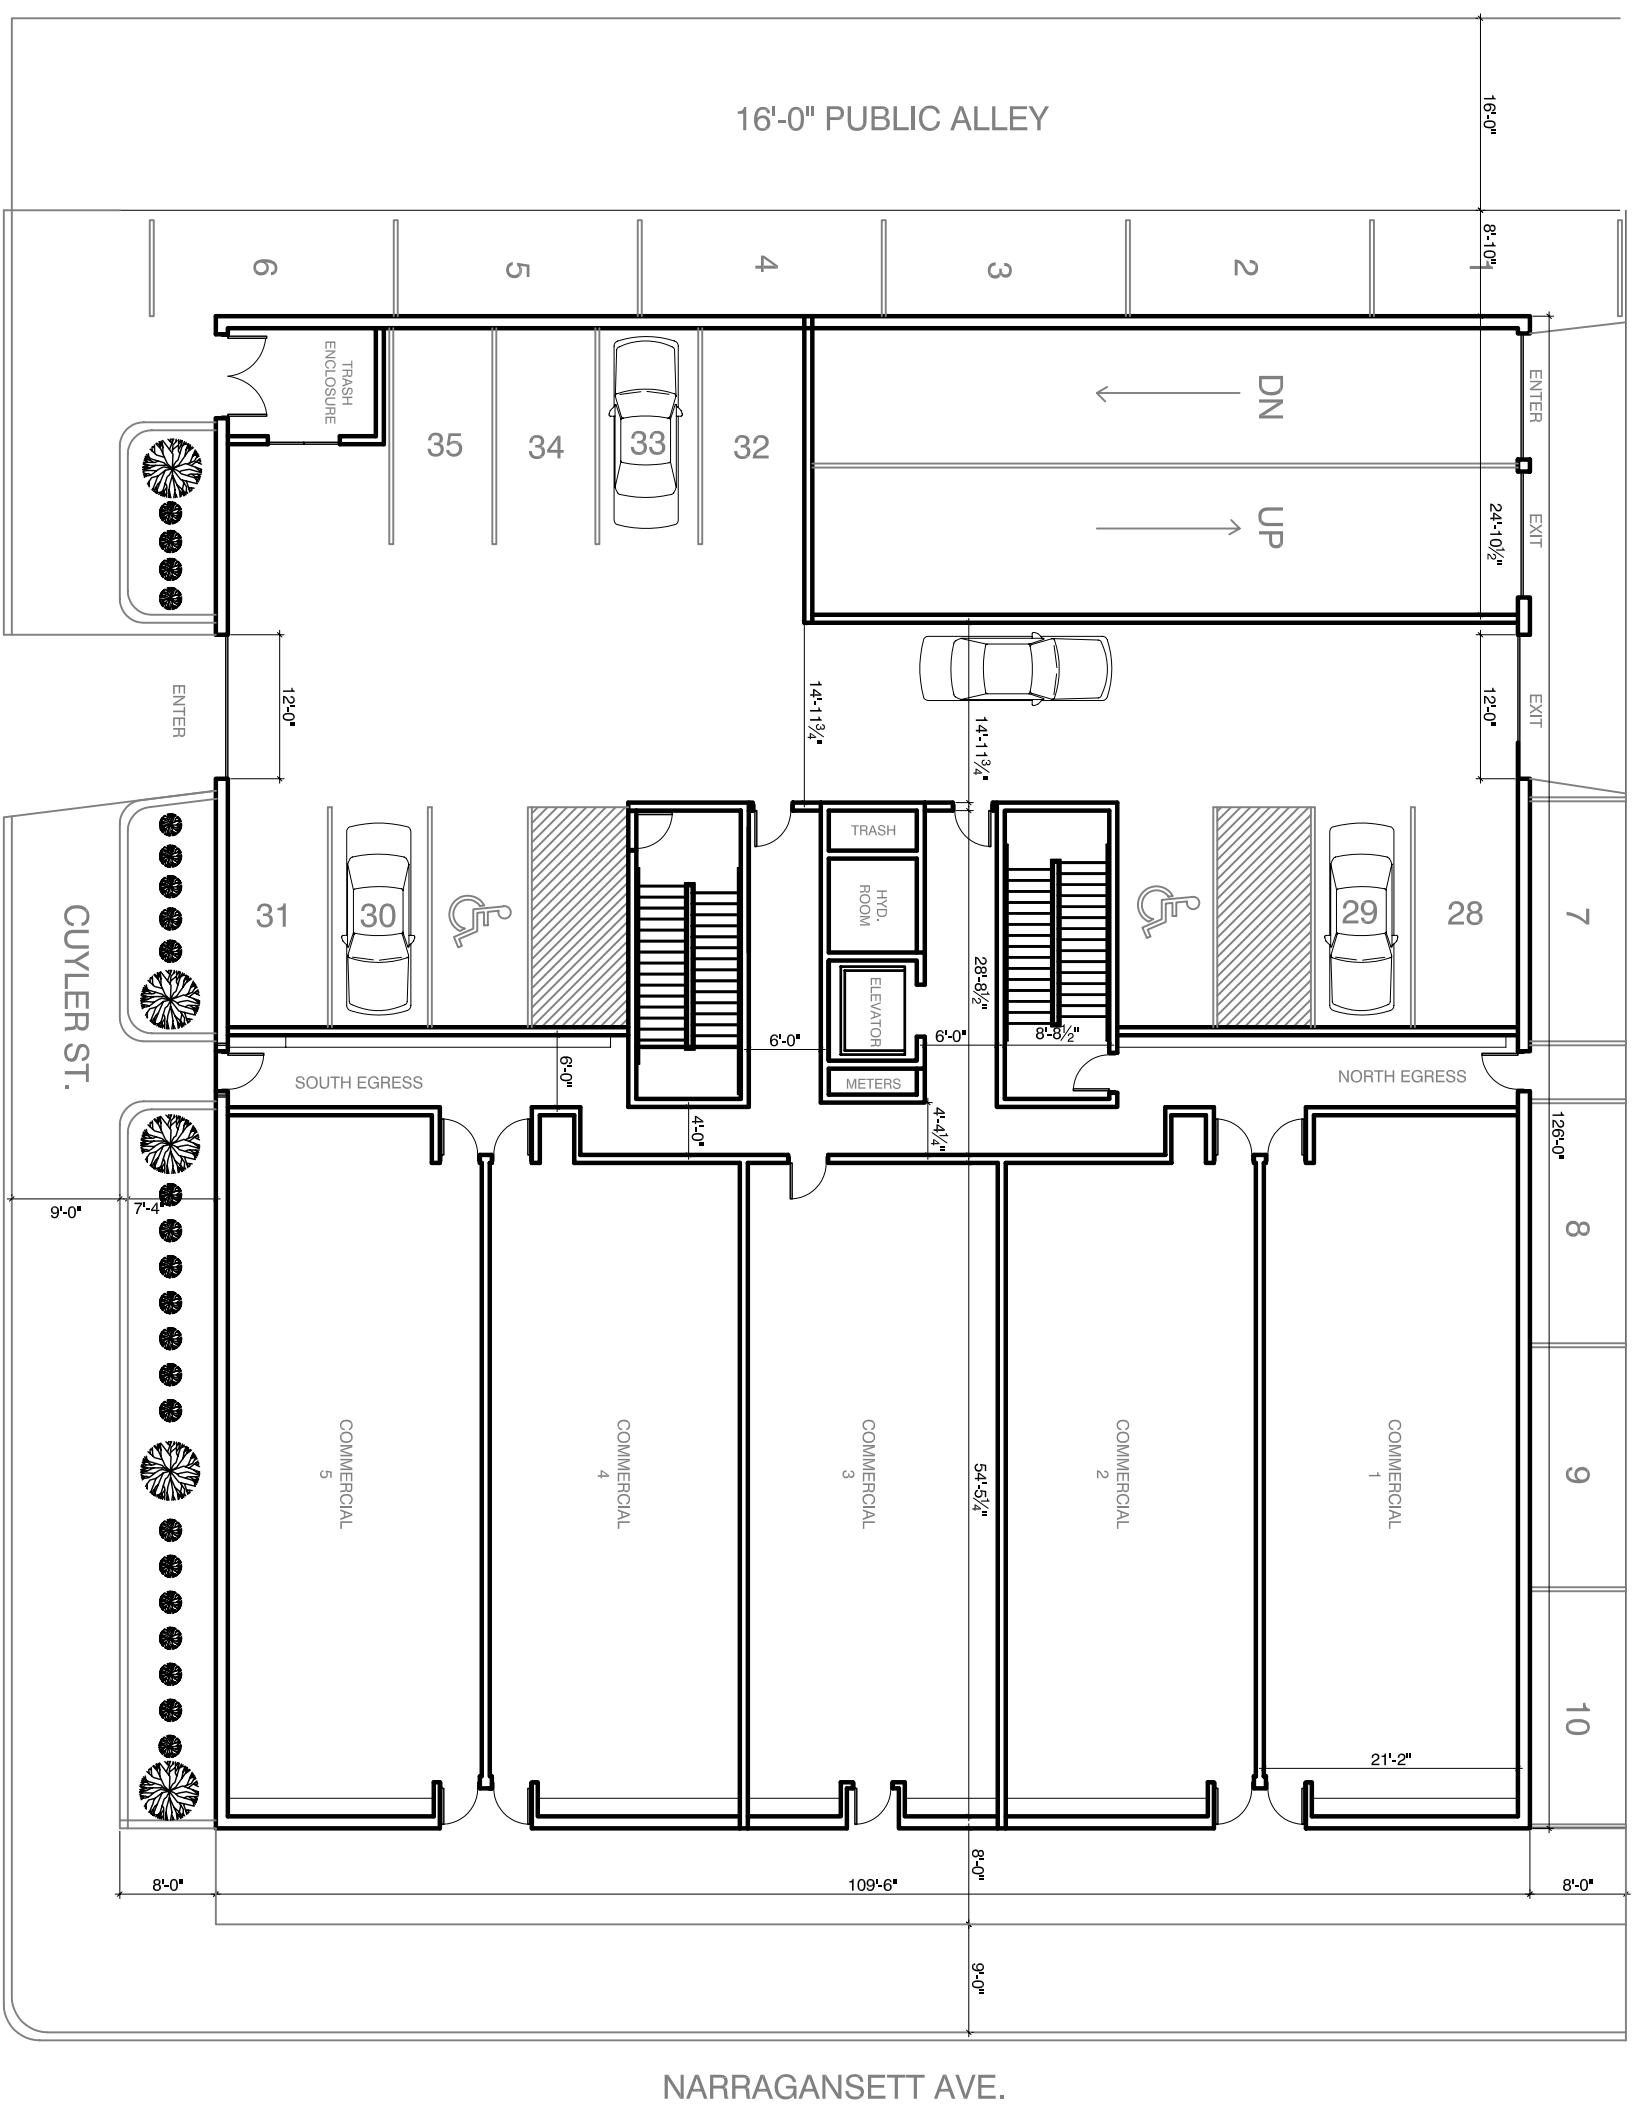 16'-0" PUBLIC ALLEY
16'-0"
8'-10"
6
5
4
3
2
1
TRASH
ENCLOSURE
35
34
33
32
DN
UP
ENTER
EXIT
24'-10½"
ENTER
12'-0"
14'-11¾"
14'-11¾"
12'-0"
EXIT
31
30
TRASH
HYD.
ROOM
ELEVATOR
METERS
28'-8½"
29
28
7
CUYLER ST.
SOUTH EGRESS
6'-0"
6'-0"
6'-0"
8'-8½"
NORTH EGRESS
4'-0"
4'-4¼"
126'-0"
9'-0"
7'-4"
8
COMMERCIAL
5
COMMERCIAL
4
COMMERCIAL
3
54'-5¼"
COMMERCIAL
2
COMMERCIAL
1
9
10
21'-2"
8'-0"
109'-6"
8'-0"
8'-0"
9'-0"
NARRAGANSETT AVE.